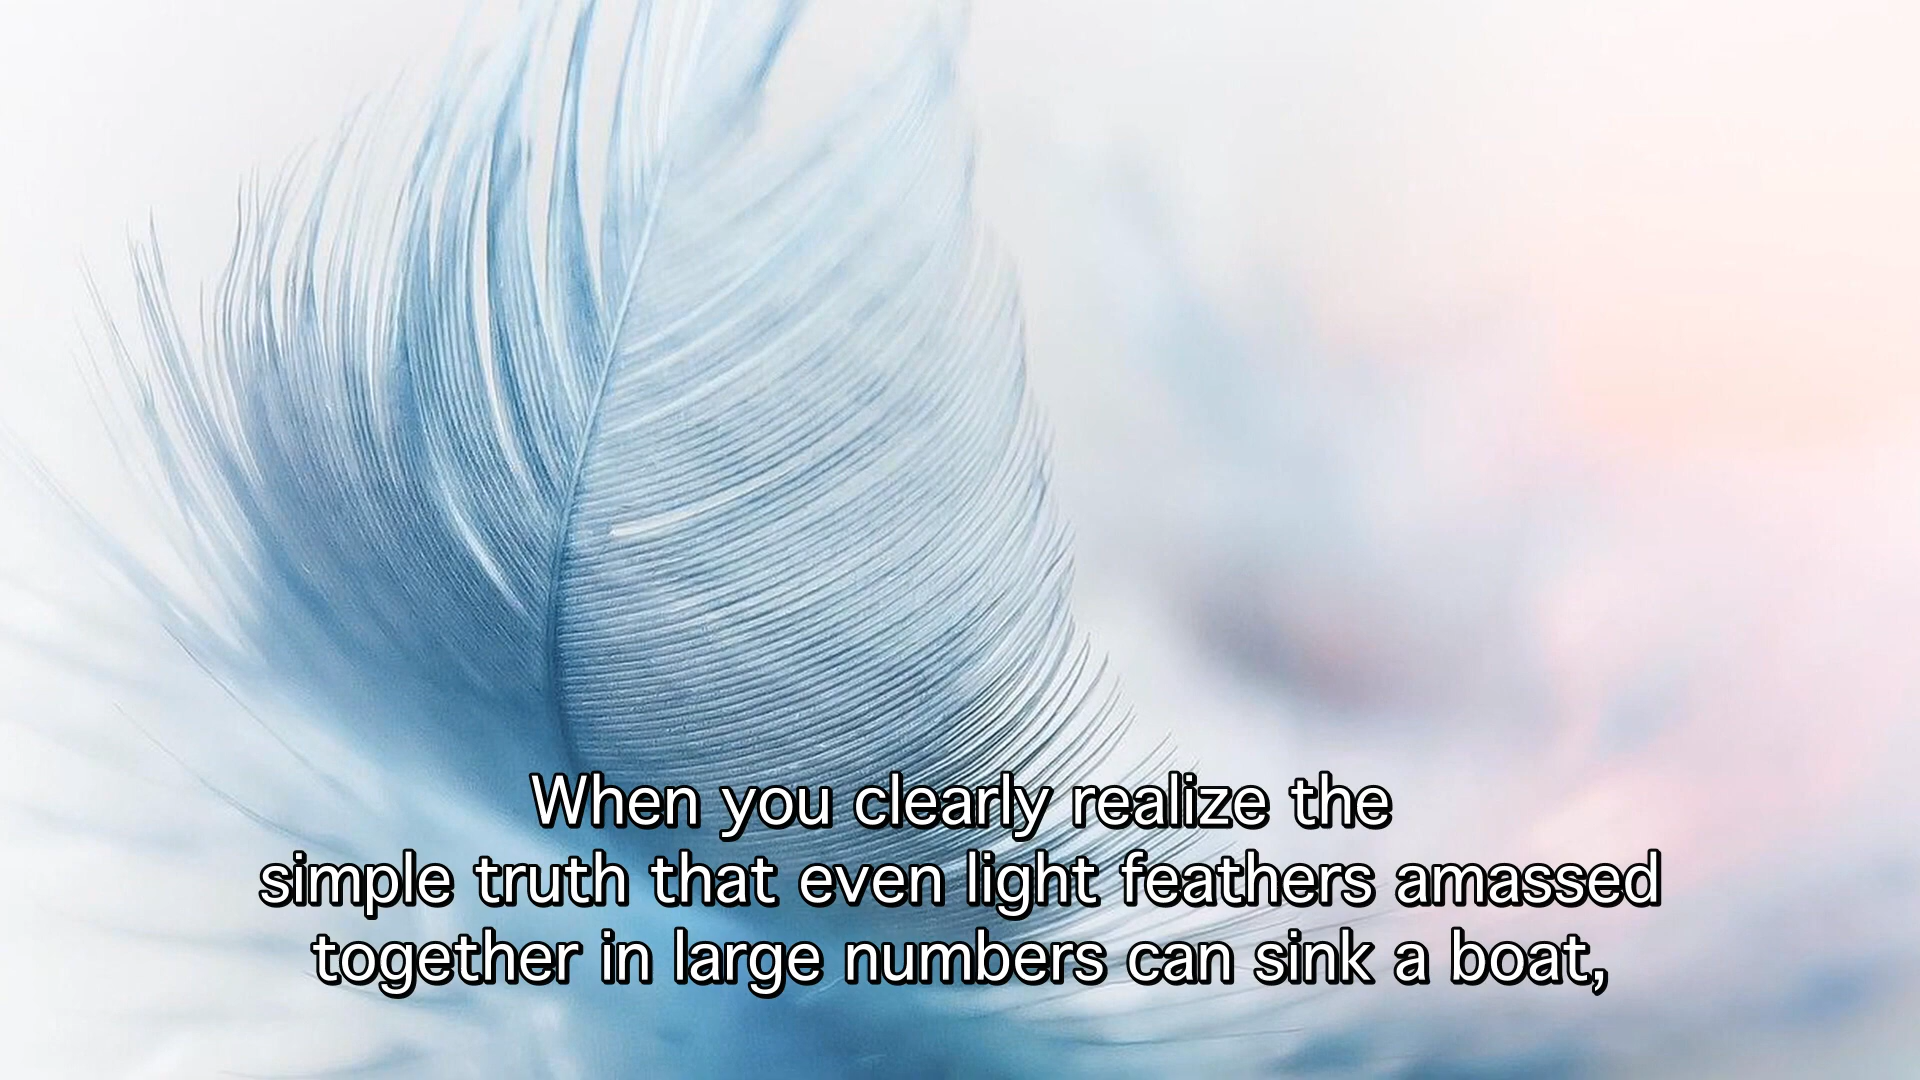 When you clearly realize the
simple truth that even light feathers amassed
together in large numbers can sink a boat,